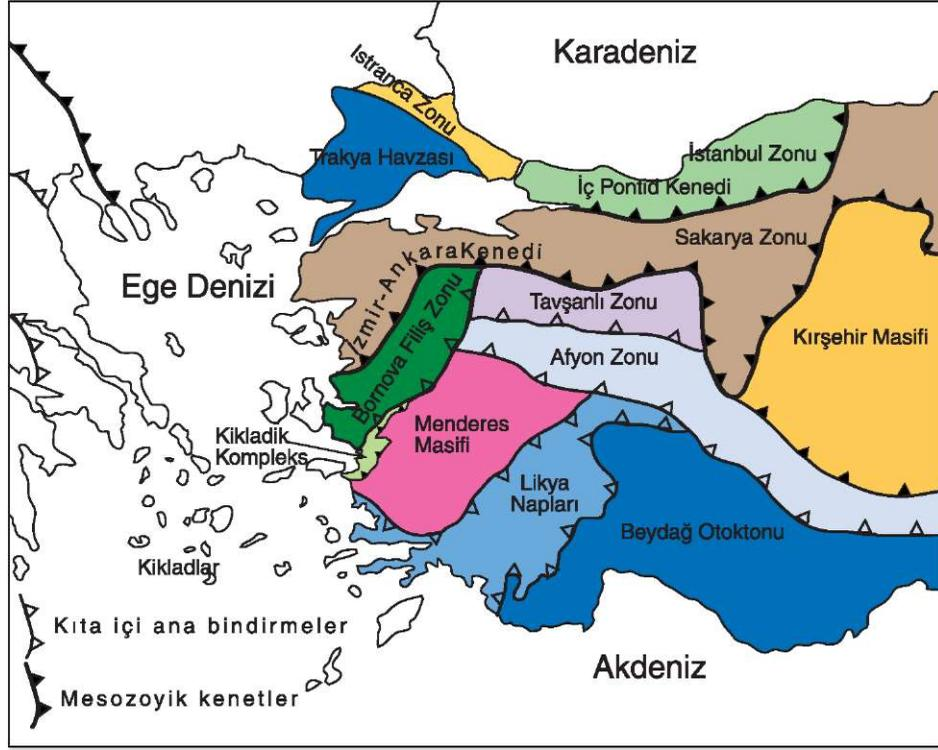 Karadeniz
Istranca Zonu
Trakya Havzası
İstanbul Zonu
İç Pontid Kenedi
Sakarya Zonu
İzmir-AnkaraKenedi
Ege Denizi
Tavşanlı Zonu
Bornova Filiş Zonu
Kırşehir Masifi
Afyon Zonu
Menderes
Masifi
Kikladik
Kompleks
Likya
Napları
Beydağ Otoktonu
Kikladlar
Kıta içi ana bindirmeler
Akdeniz
Mesozoyik kenetler